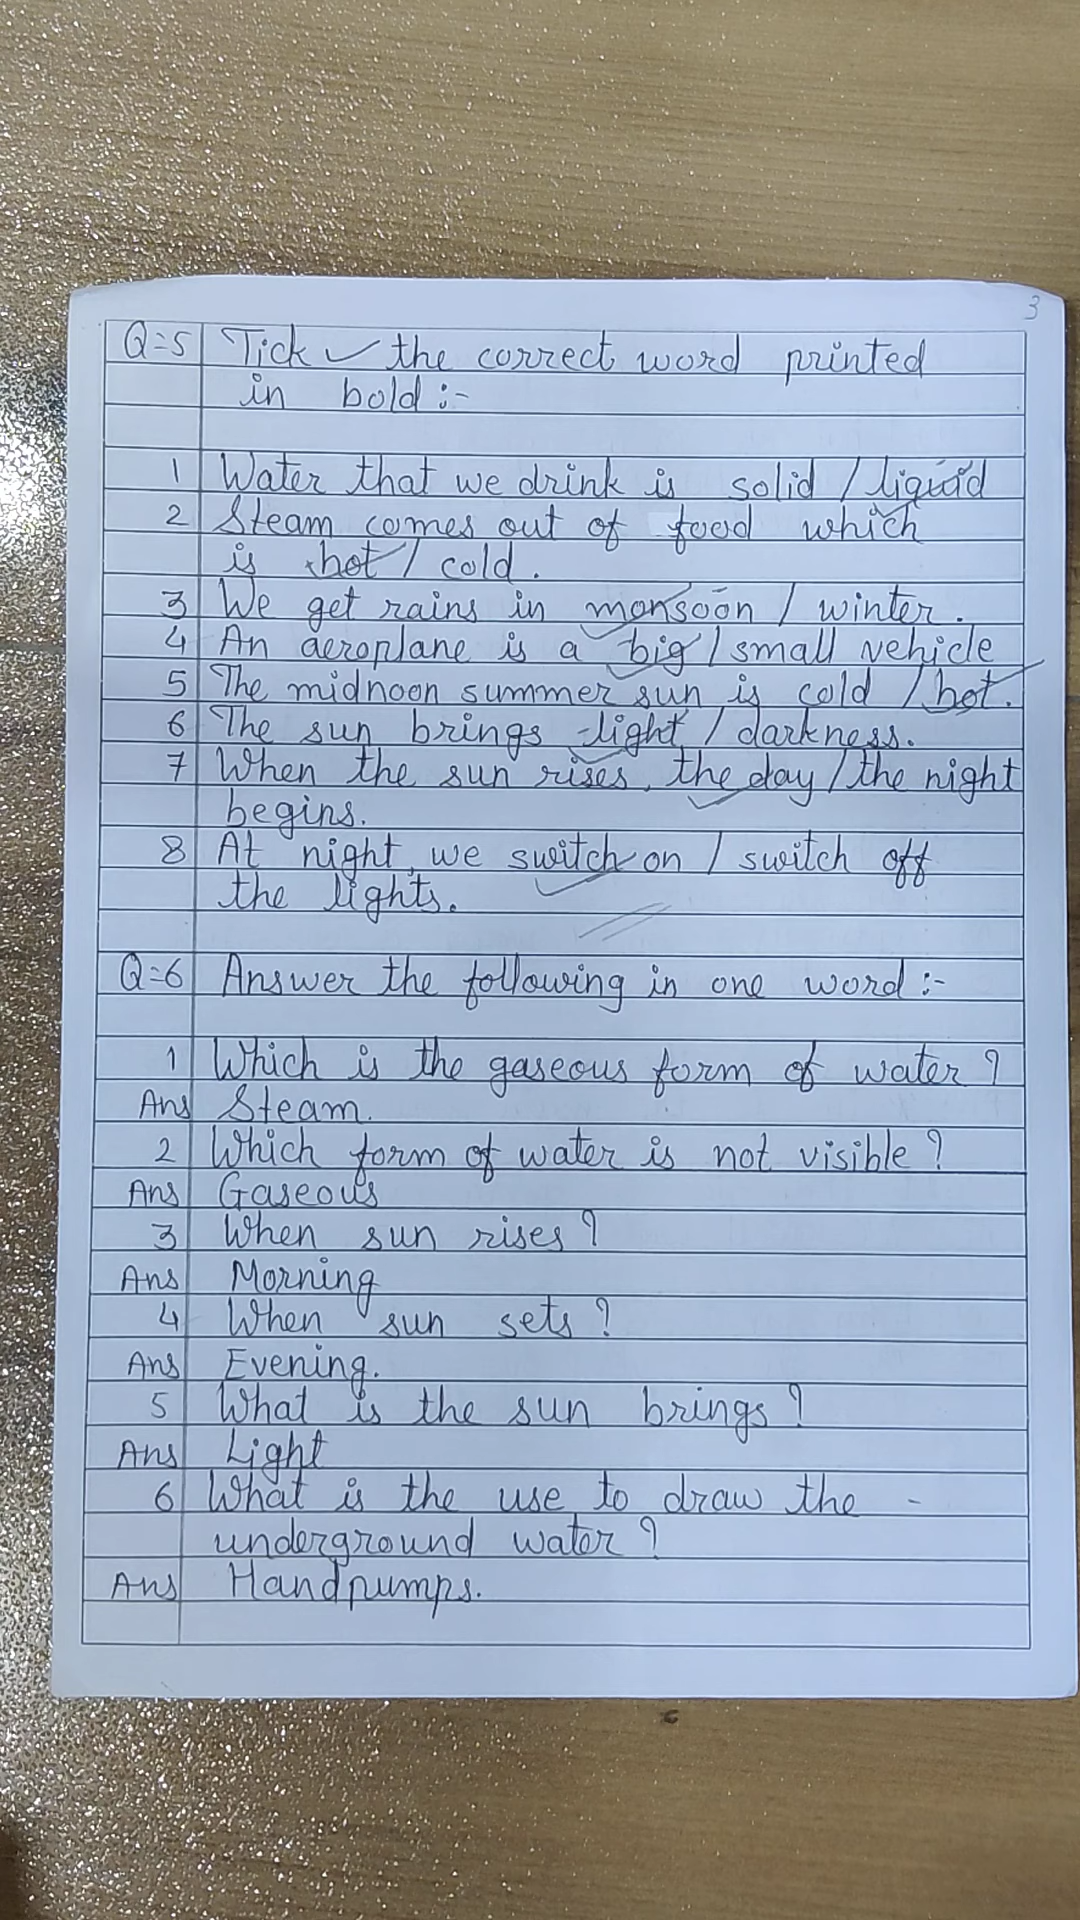 3
Q=5 Tick ✓ the correct word printed
in bold :-
1 Water that we drink is solid / liquid
2 Steam comes out of food which
is hot / cold.
3 We get rains in monsoon / winter.
4 An aeroplane is a big / small vehicle
5 The midnoon summer sun is cold / hot.
6 The sun brings light / darkness.
7 When the sun rises, the day / the night
begins.
8 At night, we switch on / switch off
the lights.
Q=6 Answer the following in one word :-
1 Which is the gaseous form of water ?
Ans Steam.
2 Which form of water is not visible ?
Ans Gaseous
3 When sun rises ?
Ans Morning
4 When sun sets ?
Ans Evening.
5 What is the sun brings ?
Ans Light
6 What is the use to draw the -
underground water ?
Ans Handpumps.